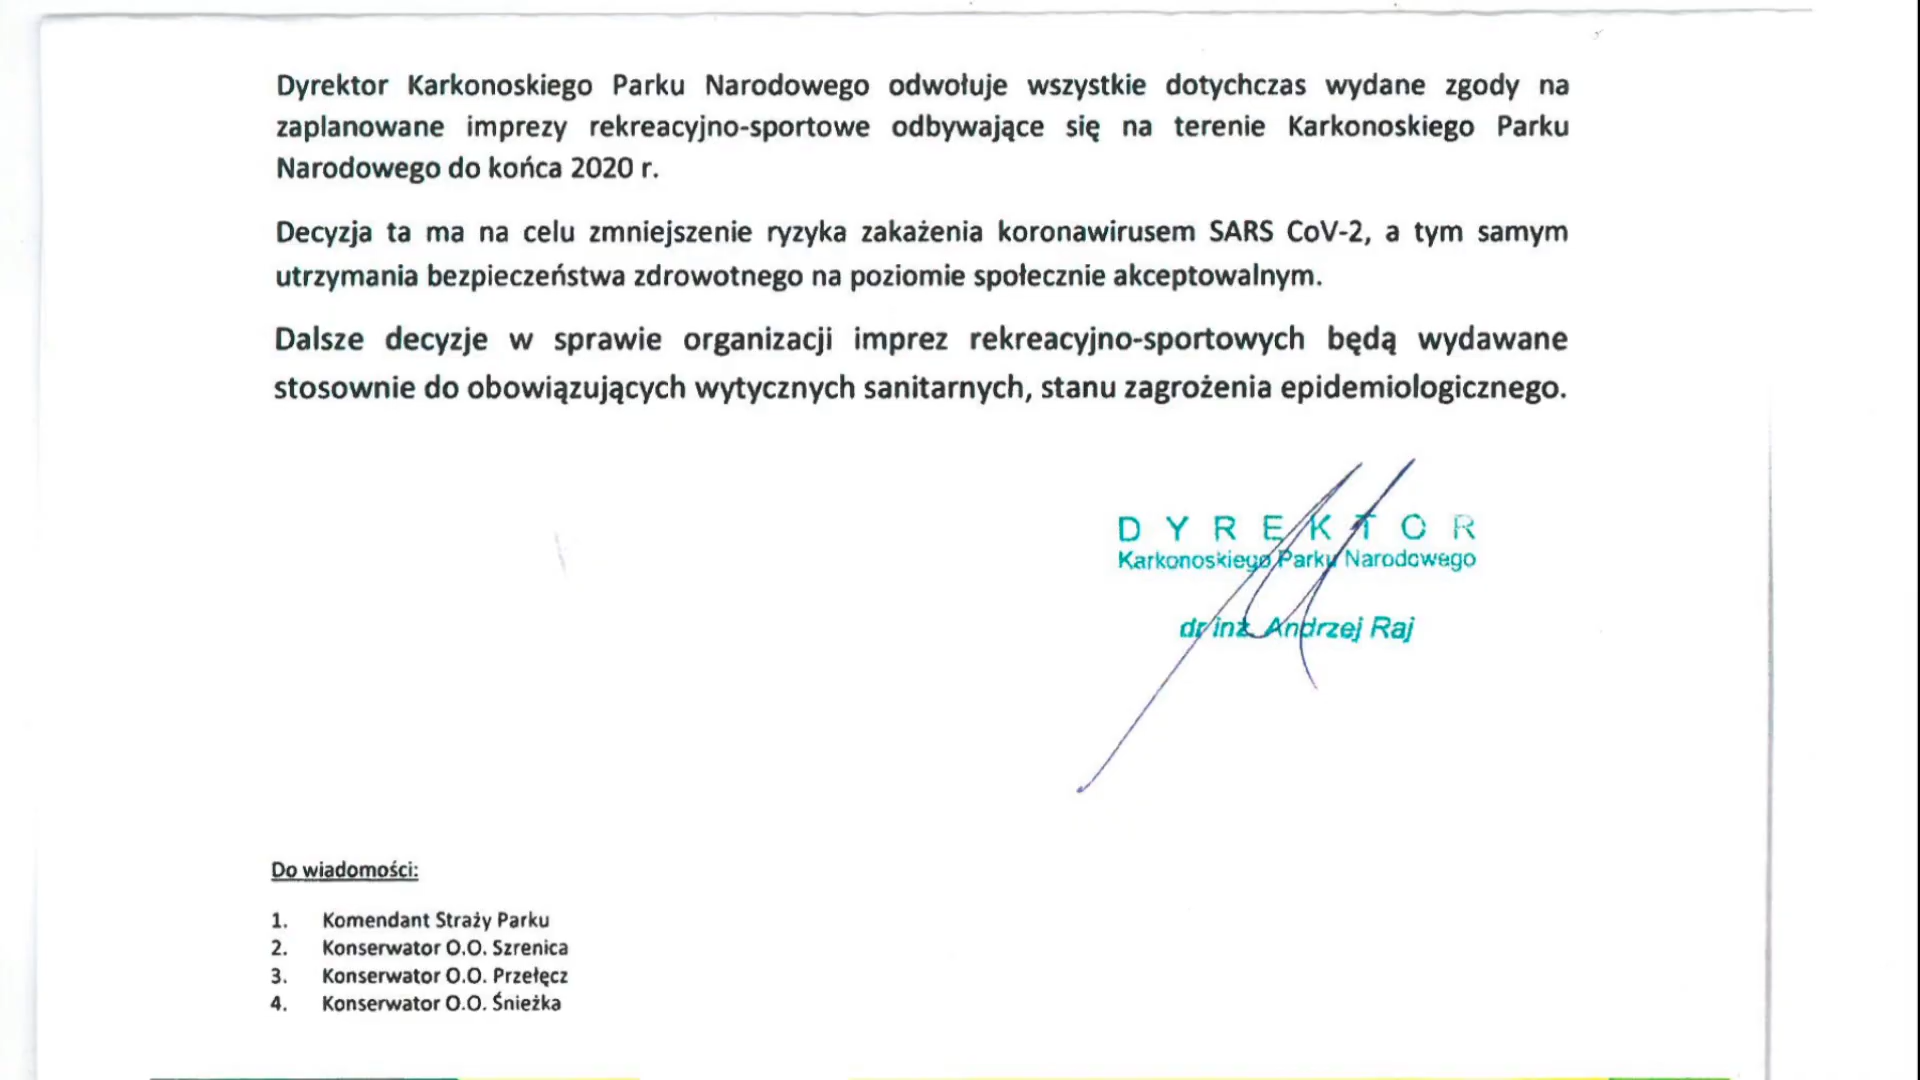 Dyrektor Karkonoskiego Parku Narodowego odwołuje wszystkie dotychczas wydane zgody na
zaplanowane imprezy rekreacyjno-sportowe odbywające się na terenie Karkonoskiego Parku
Narodowego do końca 2020 r.
Decyzja ta ma na celu zmniejszenie ryzyka zakażenia koronawirusem SARS CoV-2, a tym samym
utrzymania bezpieczeństwa zdrowotnego na poziomie społecznie akceptowalnym.
Dalsze decyzje w sprawie organizacji imprez rekreacyjno-sportowych będą wydawane
stosownie do obowiązujących wytycznych sanitarnych, stanu zagrożenia epidemiologicznego.
DYREKTOR
Karkonoskiego Parku Narodowego
dr inż. Andrzej Raj
Do wiadomości:
1. Komendant Straży Parku
2. Konserwator O.O. Szrenica
3. Konserwator O.O. Przełęcz
4. Konserwator O.O. Śnieżka